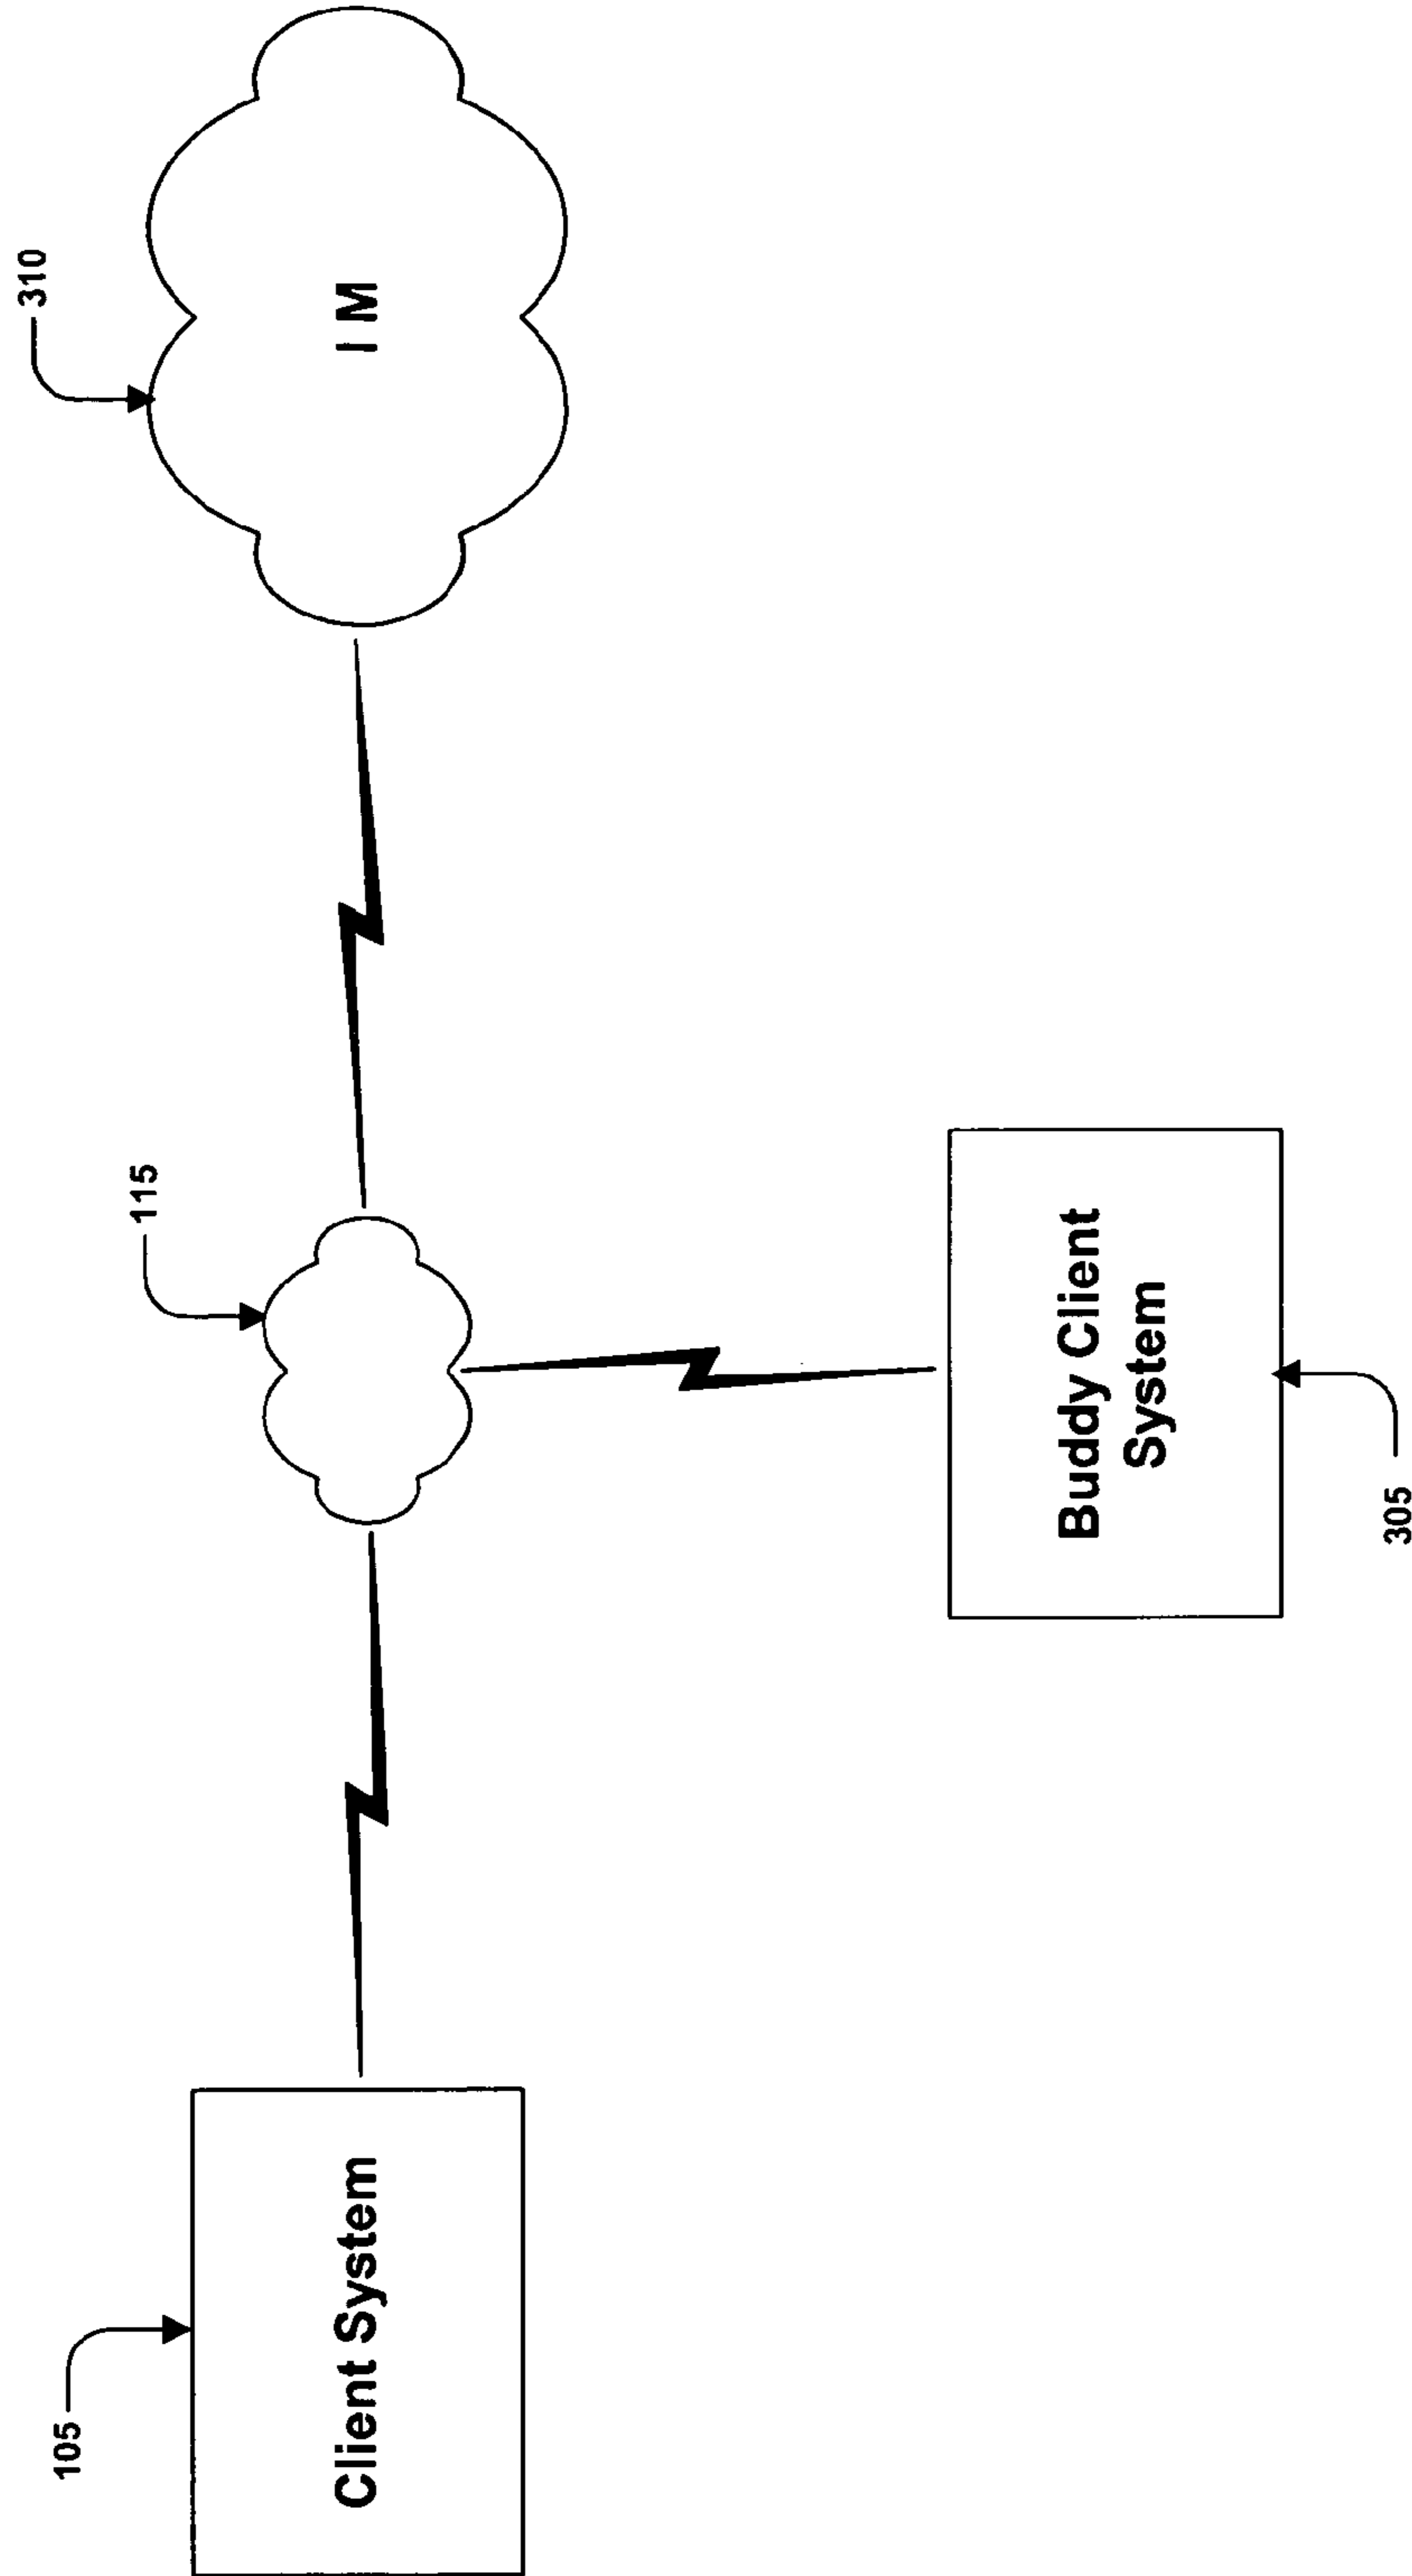 105
Client System
115
310
I M
Buddy Client
System
305